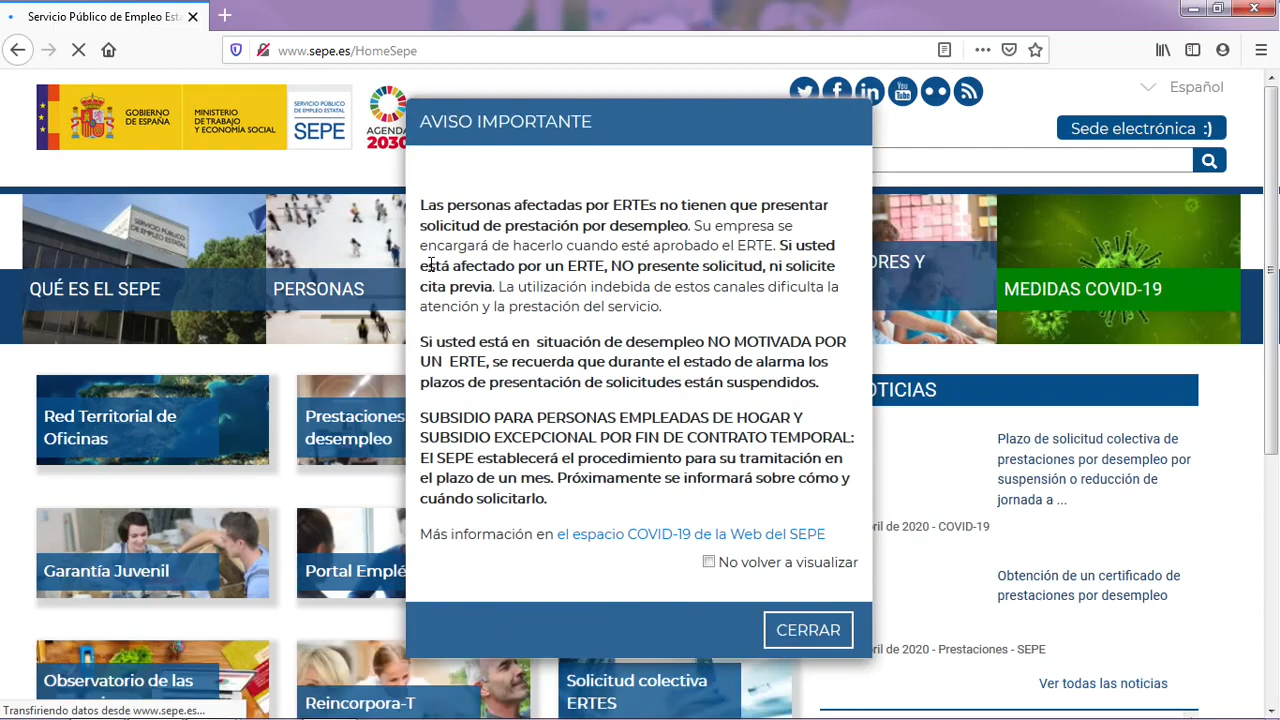 Servicio Público de Empleo Esta
www.sepe.es/HomeSepe
GOBIERNO
DE ESPAÑA
MINISTERIO
DE TRABAJO
Y ECONOMÍA SOCIAL
SERVICIO PÚBLICO
DE EMPLEO ESTATAL
SEPE
AGENDA
2030
You
Tube
Español
Sede electrónica :)
AVISO IMPORTANTE
Las personas afectadas por ERTEs no tienen que presentar
solicitud de prestación por desempleo. Su empresa se
encargará de hacerlo cuando esté aprobado el ERTE. Si usted
está afectado por un ERTE, NO presente solicitud, ni solicite
cita previa. La utilización indebida de estos canales dificulta la
atención y la prestación del servicio.
Si usted está en situación de desempleo NO MOTIVADA POR
UN ERTE, se recuerda que durante el estado de alarma los
plazos de presentación de solicitudes están suspendidos.
SUBSIDIO PARA PERSONAS EMPLEADAS DE HOGAR Y
SUBSIDIO EXCEPCIONAL POR FIN DE CONTRATO TEMPORAL:
El SEPE establecerá el procedimiento para su tramitación en
el plazo de un mes. Próximamente se informará sobre cómo y
cuándo solicitarlo.
Más información en el espacio COVID-19 de la Web del SEPE
No volver a visualizar
CERRAR
SERVICIO PÚBLICO
DE EMPLEO ESTATAL
QUÉ ES EL SEPE
PERSONAS
ORES Y
MEDIDAS COVID-19
Red Territorial de
Oficinas
Prestaciones
desempleo
OTICIAS
Plazo de solicitud colectiva de
prestaciones por desempleo por
suspensión o reducción de
jornada a ...
ril de 2020 - COVID-19
Garantía Juvenil
Portal Emplé
Obtención de un certificado de
prestaciones por desempleo
il de 2020 - Prestaciones - SEPE
Observatorio de las
Reincorpora-T
Solicitud colectiva
ERTES
Ver todas las noticias
Transfiriendo datos desde www.sepe.es...